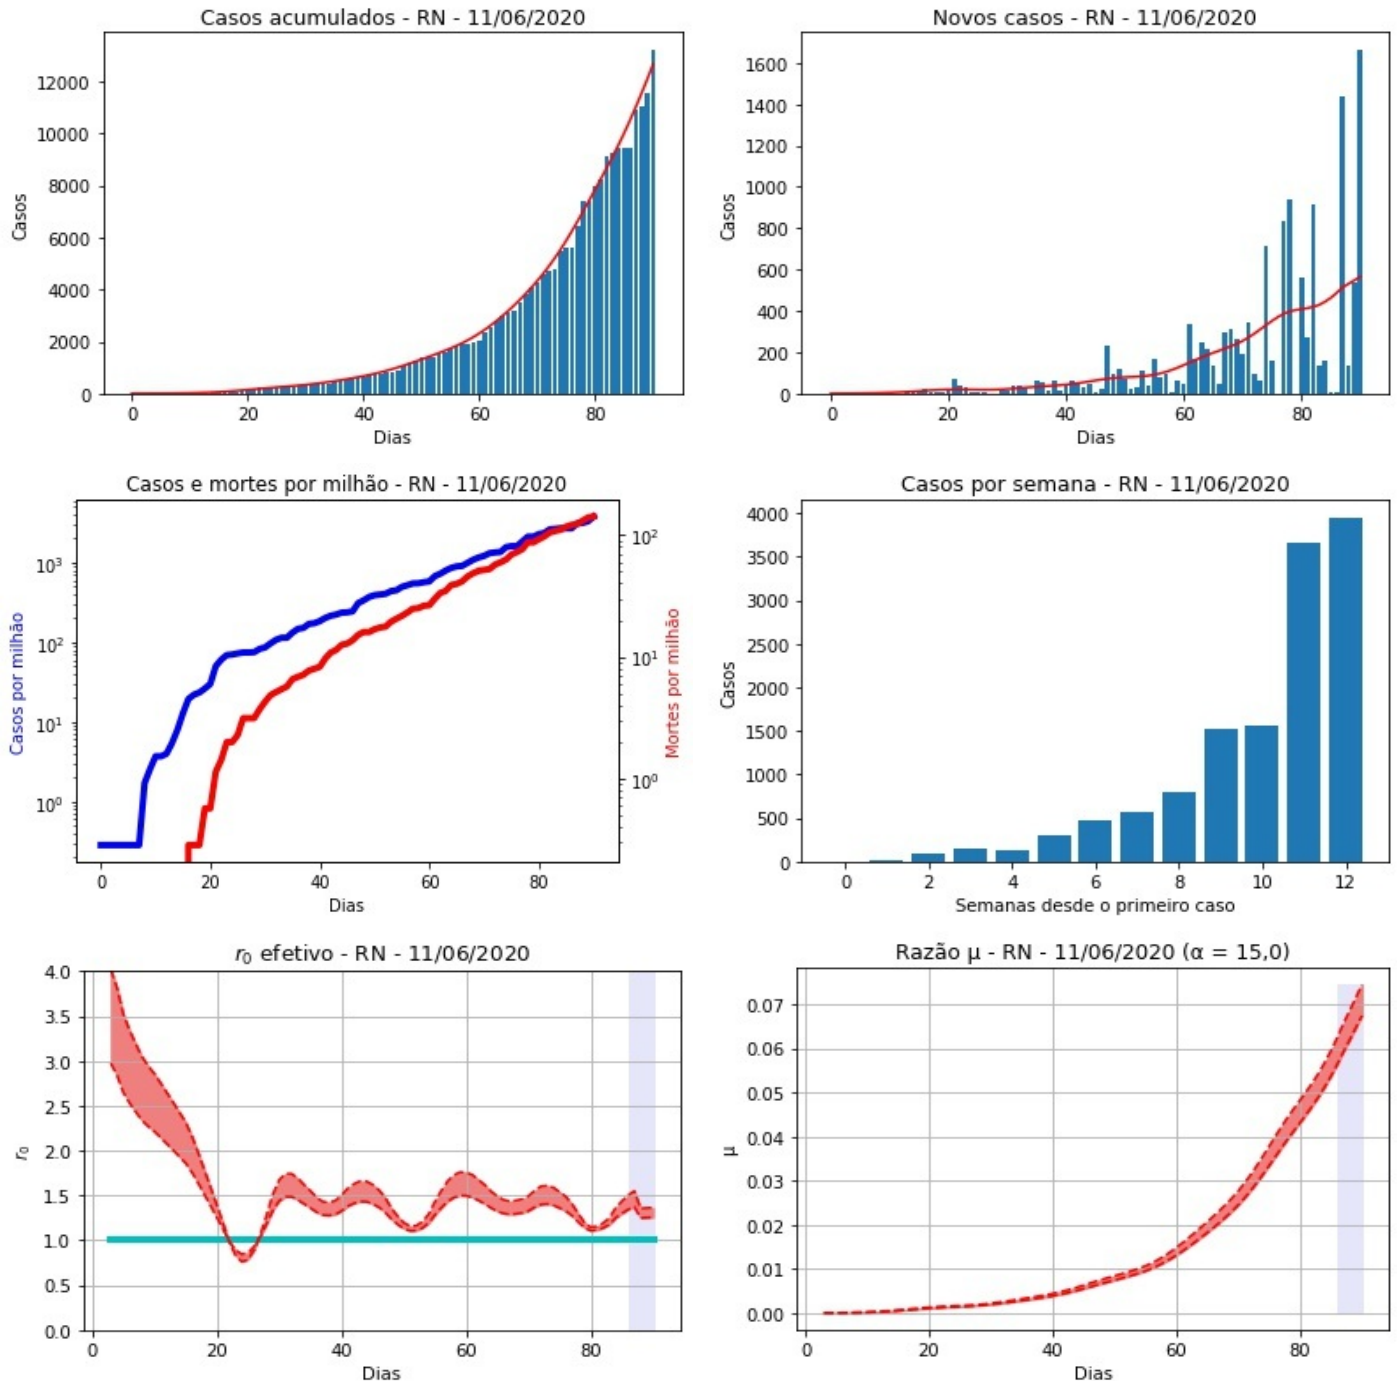 Casos acumulados - RN - 11/06/2020
Casos
12000
10000
8000
6000
4000
2000
0
0 20 40 60 80
Dias
Novos casos - RN - 11/06/2020
Casos
1600
1400
1200
1000
800
600
400
200
0
0 20 40 60 80
Dias
Casos e mortes por milhão - RN - 11/06/2020
Casos por milhão
10³
10²
10¹
10⁰
10²
10¹
10⁰
Mortes por milhão
0 20 40 60 80
Dias
Casos por semana - RN - 11/06/2020
Casos
4000
3500
3000
2500
2000
1500
1000
500
0
0 2 4 6 8 10 12
Semanas desde o primeiro caso
r₀ efetivo - RN - 11/06/2020
r₀
4.0
3.5
3.0
2.5
2.0
1.5
1.0
0.5
0.0
0 20 40 60 80
Dias
Razão μ - RN - 11/06/2020 (α = 15,0)
μ
0.07
0.06
0.05
0.04
0.03
0.02
0.01
0.00
0 20 40 60 80
Dias